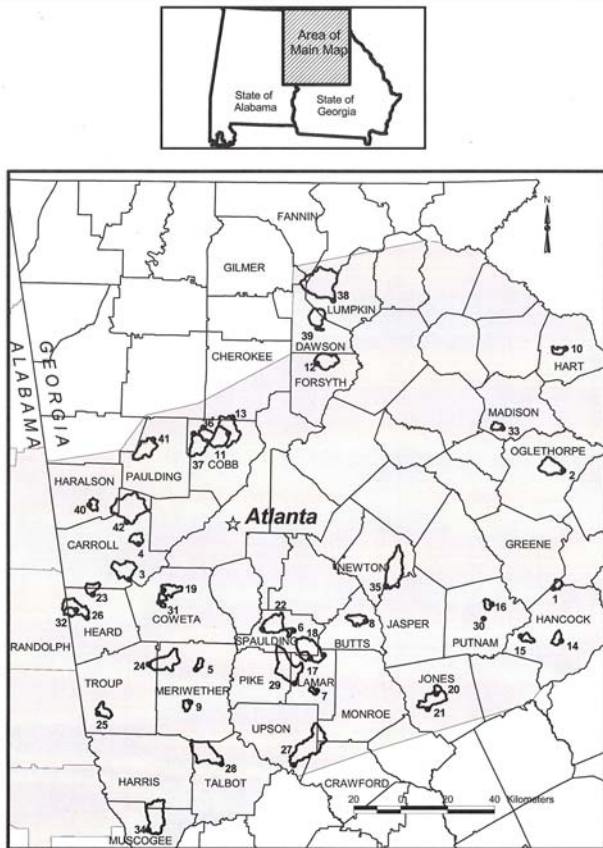 Area of
Main Map
State of
Alabama
State of
Georgia
N
FANNIN
GILMER
38
LUMPKIN
39
DAWSON
CHEROKEE
12
FORSYTH
10
HART
GEORGIA
ALABAMA
13
36
MADISON
33
41
11
37 COBB
PAULDING
OGLETHORPE
2
HARALSON
40
42
Atlanta
CARROLL
4
3
GREENE
NEWTON
35
1
23
19
31
COWETA
32
26
HEARD
22
6
18
SPAULDING
8
BUTTS
JASPER
16
30
PUTNAM
HANCOCK
15
14
RANDOLPH
24
5
MERIWETHER
PIKE
29
17
LAMAR
7
JONES
20
21
TROUP
25
9
MONROE
UPSON
27
28
HARRIS
TALBOT
CRAWFORD
20 0 20 40 Kilometers
34
MUSCOGEE